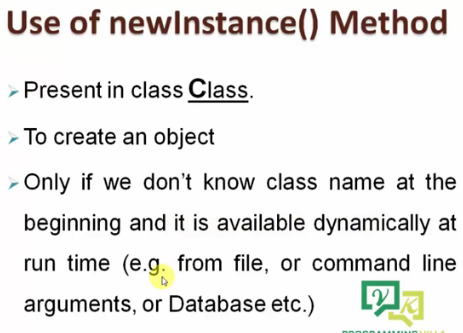 Use of newInstance() Method
➢ Present in class Class.
➢ To create an object
➢ Only if we don't know class name at the
beginning and it is available dynamically at
run time (e.g. from file, or command line
arguments, or Database etc.)
VK